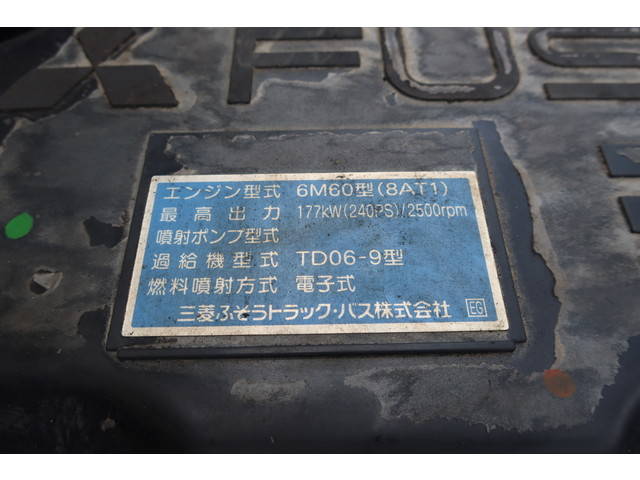 FUS
エンジン型式 6M60型(8AT1)
最高出力 177kW(240PS)/2500rpm
噴射ポンプ型式
過給機型式 TD06-9型
燃料噴射方式 電子式
三菱ふそうトラック・バス株式会社 EG